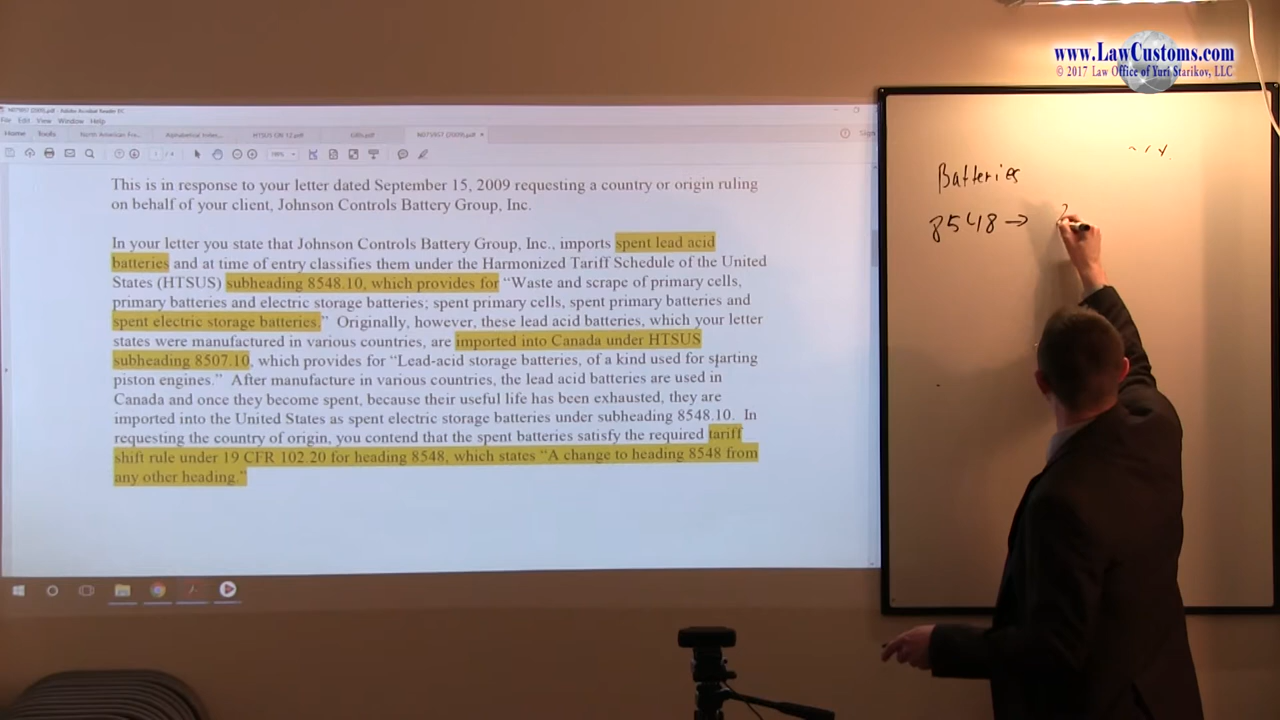 www.LawCustoms.com
© 2017 Law Office of Yuri Starikov, LLC
Home Tools
File Edit View Window Help
HTSUS GN 12.pdf
This is in response to your letter dated September 15, 2009 requesting a country or origin ruling
on behalf of your client, Johnson Controls Battery Group, Inc.
In your letter you state that Johnson Controls Battery Group, Inc., imports spent lead acid
batteries and at time of entry classifies them under the Harmonized Tariff Schedule of the United
States (HTSUS) subheading 8548.10, which provides for “Waste and scrape of primary cells,
primary batteries and electric storage batteries; spent primary cells, spent primary batteries and
spent electric storage batteries.” Originally, however, these lead acid batteries, which your letter
states were manufactured in various countries, are imported into Canada under HTSUS
subheading 8507.10, which provides for “Lead-acid storage batteries, of a kind used for starting
piston engines.” After manufacture in various countries, the lead acid batteries are used in
Canada and once they become spent, because their useful life has been exhausted, they are
imported into the United States as spent electric storage batteries under subheading 8548.10. In
requesting the country of origin, you contend that the spent batteries satisfy the required tariff
shift rule under 19 CFR 102.20 for heading 8548, which states “A change to heading 8548 from
any other heading.”
Batteries
8548 →